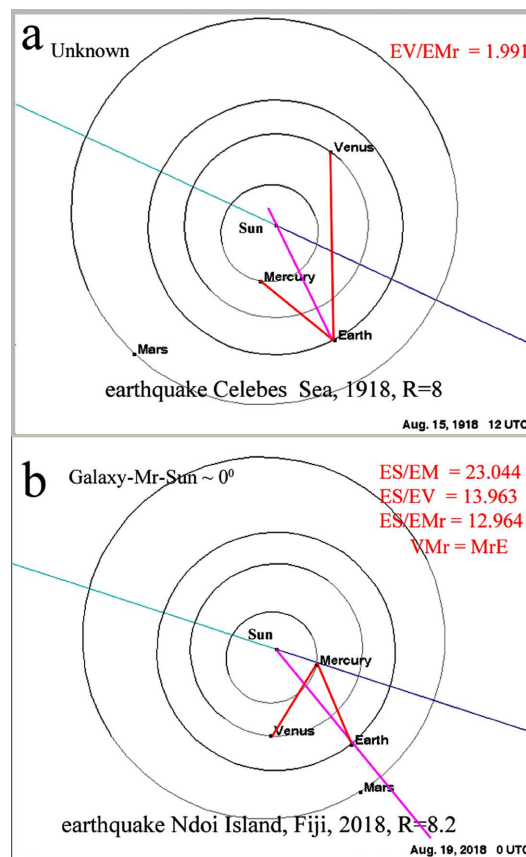 a
Unknown
EV/EMr = 1.991
Venus
Sun
Mercury
Earth
Mars
earthquake Celebes Sea, 1918, R=8
Aug. 15, 1918 12 UTC
b
Galaxy-Mr-Sun ~ 0⁰
ES/EM = 23.044
ES/EV = 13.963
ES/EMr = 12.964
VMr = MrE
Sun
Mercury
Venus
Earth
Mars
earthquake Ndoi Island, Fiji, 2018, R=8.2
Aug. 19, 2018 0 UTC